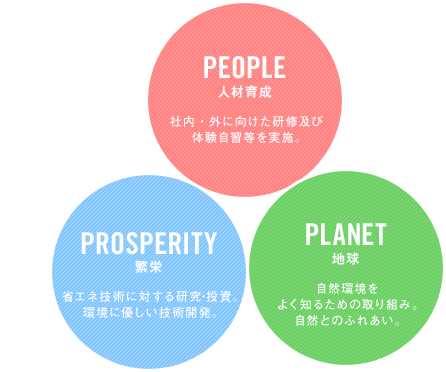 PEOPLE
人材育成
社内・外に向けた研修及び
体験自習等を実施。
PROSPERITY
繁栄
省エネ技術に対する研究・投資。
環境に優しい技術開発。
PLANET
地球
自然環境を
よく知るための取り組み。
自然とのふれあい。